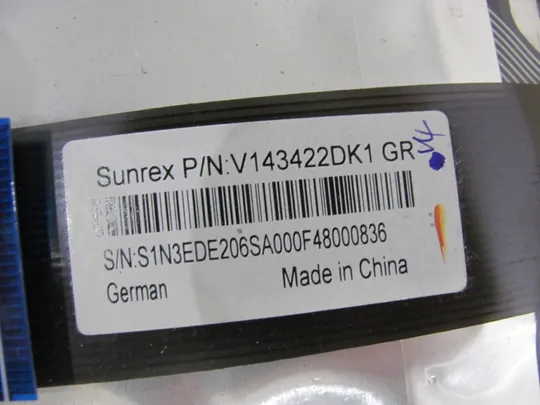 Sunrex P/N:V143422DK1 GR
S/N:S1N3EDE206SA000F48000836
German
Made in China